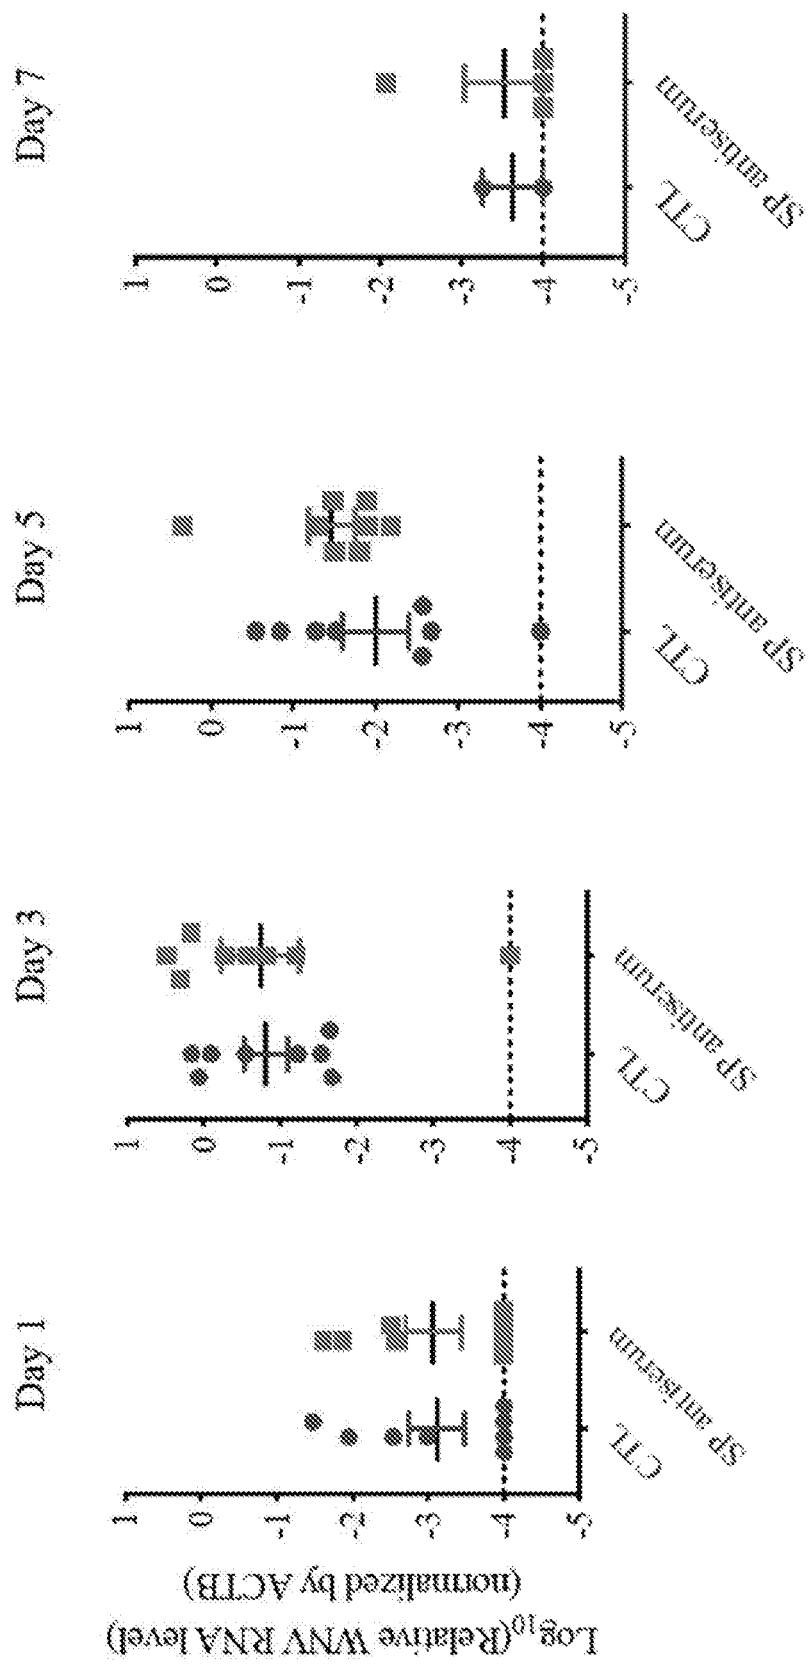 Log10(Relative WNV RNA level)
(normalized by ACTB)
Day 1
1
0
-1
-2
-3
-4
-5
CTL
SP antiserum
Day 3
1
0
-1
-2
-3
-4
-5
CTL
SP antiserum
Day 5
1
0
-1
-2
-3
-4
-5
CTL
SP antiserum
Day 7
1
0
-1
-2
-3
-4
-5
CTL
SP antiserum